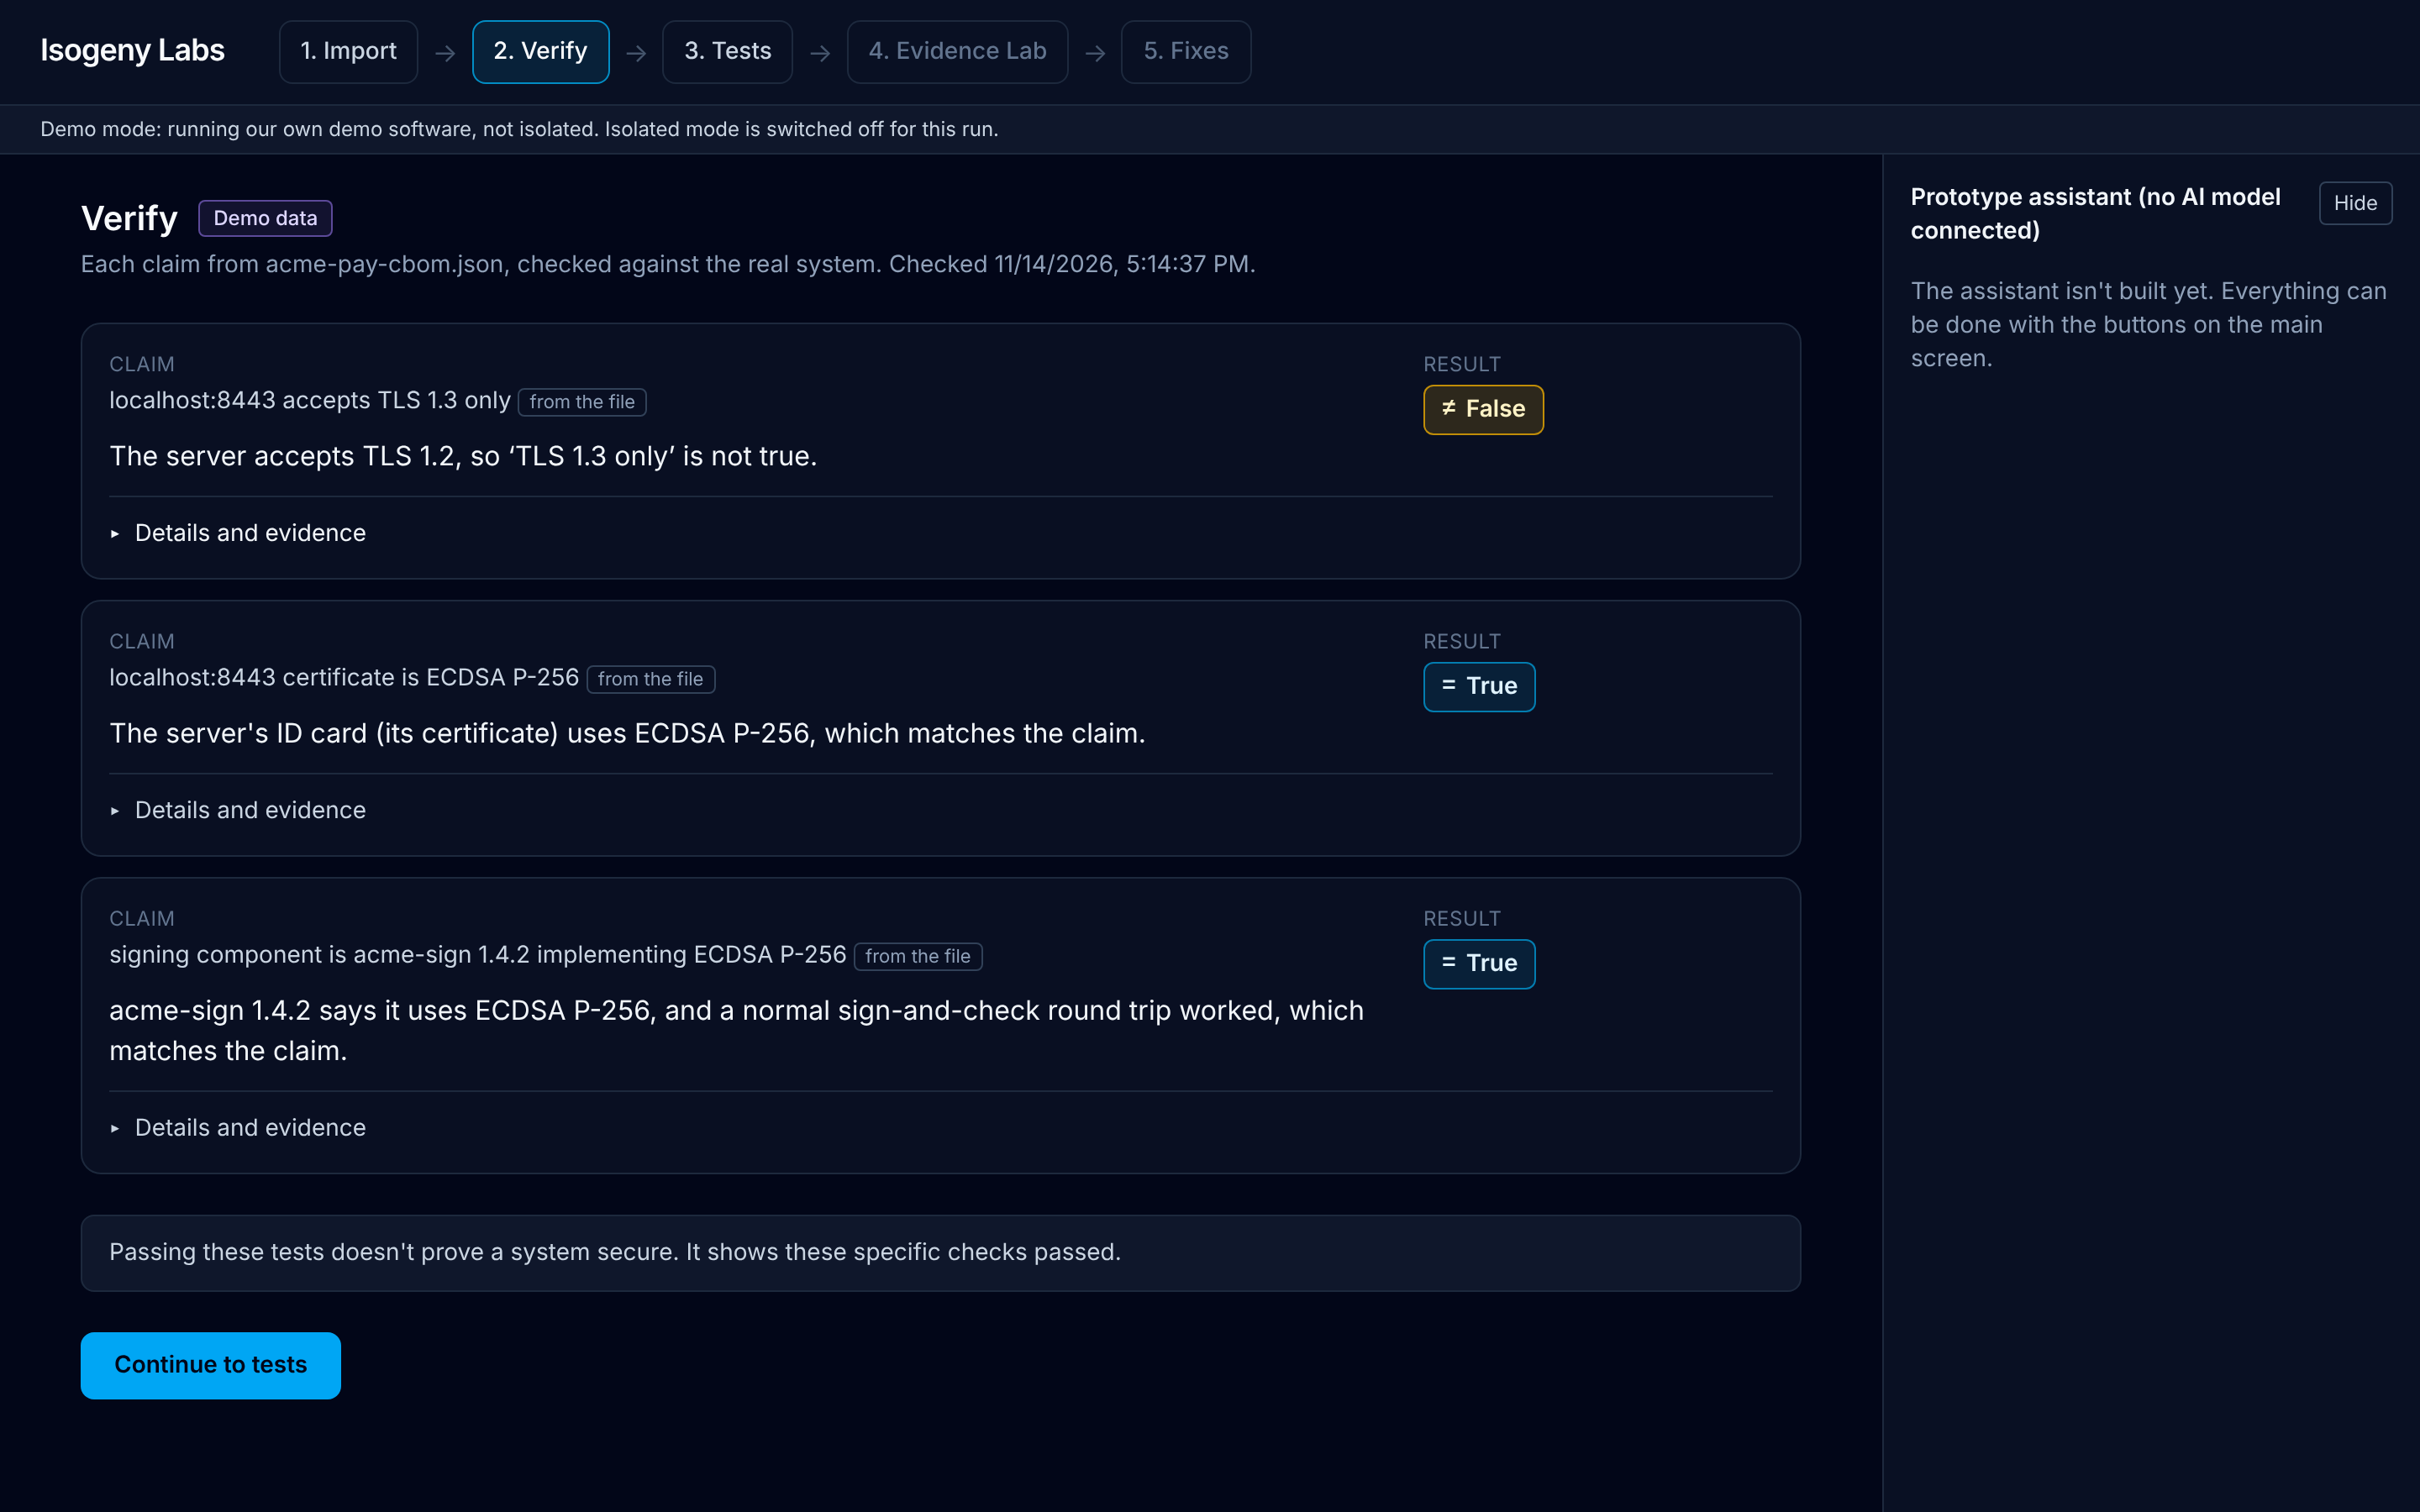 Isogeny Labs
1. Import → 2. Verify → 3. Tests → 4. Evidence Lab → 5. Fixes
Demo mode: running our own demo software, not isolated. Isolated mode is switched off for this run.
Verify Demo data
Each claim from acme-pay-cbom.json, checked against the real system. Checked 11/14/2026, 5:14:37 PM.
CLAIM
localhost:8443 accepts TLS 1.3 only from the file
The server accepts TLS 1.2, so ‘TLS 1.3 only’ is not true.
RESULT
≠ False
▸ Details and evidence
CLAIM
localhost:8443 certificate is ECDSA P-256 from the file
The server's ID card (its certificate) uses ECDSA P-256, which matches the claim.
RESULT
= True
▸ Details and evidence
CLAIM
signing component is acme-sign 1.4.2 implementing ECDSA P-256 from the file
acme-sign 1.4.2 says it uses ECDSA P-256, and a normal sign-and-check round trip worked, which
matches the claim.
RESULT
= True
▸ Details and evidence
Passing these tests doesn't prove a system secure. It shows these specific checks passed.
Continue to tests
Prototype assistant (no AI model
connected)
Hide
The assistant isn't built yet. Everything can
be done with the buttons on the main
screen.